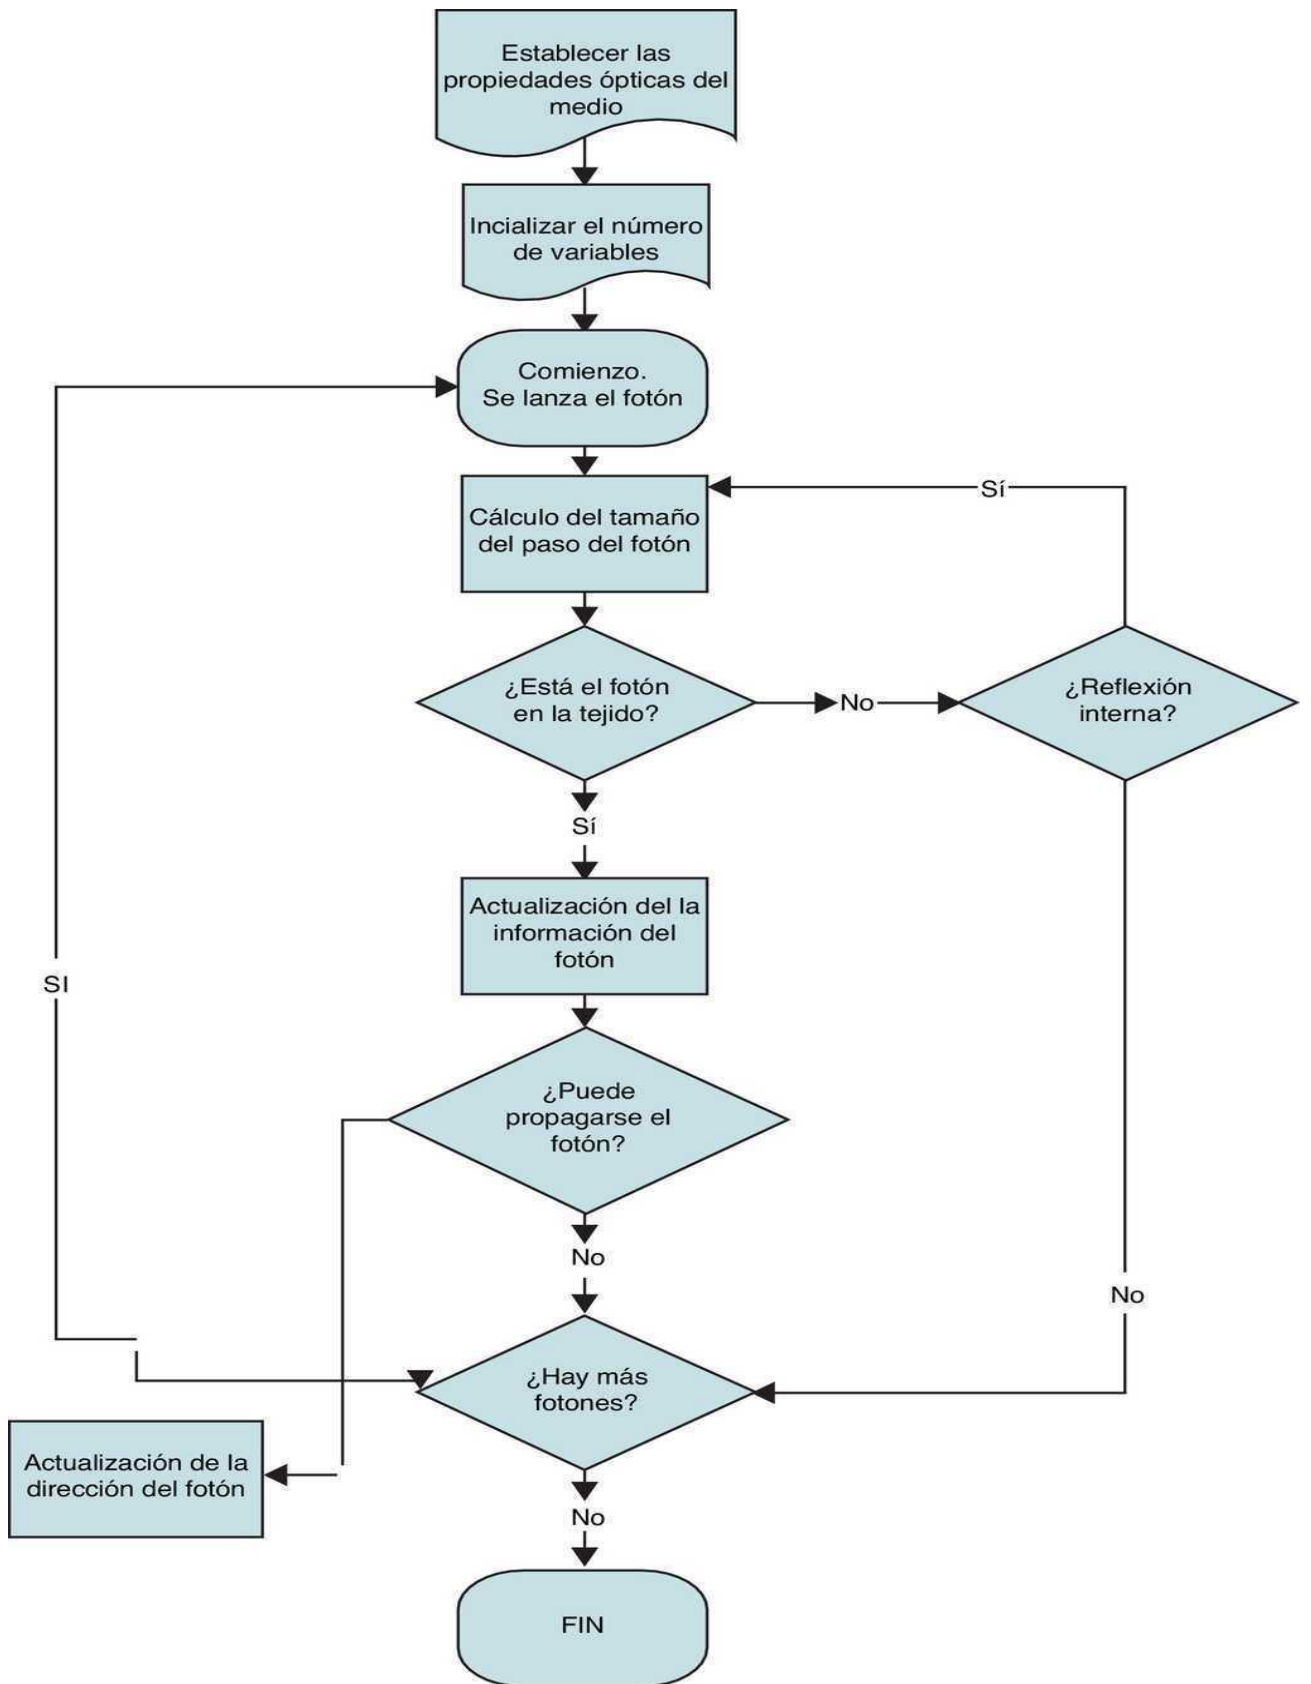 Establecer las
propiedades ópticas del
medio
Incializar el número
de variables
Comienzo.
Se lanza el fotón
Sí
Cálculo del tamaño
del paso del fotón
¿Está el fotón
en la tejido?
No
¿Reflexión
interna?
Sí
Actualización del la
información del
fotón
SI
¿Puede
propagarse el
fotón?
No
No
¿Hay más
fotones?
Actualización de la
dirección del fotón
No
FIN